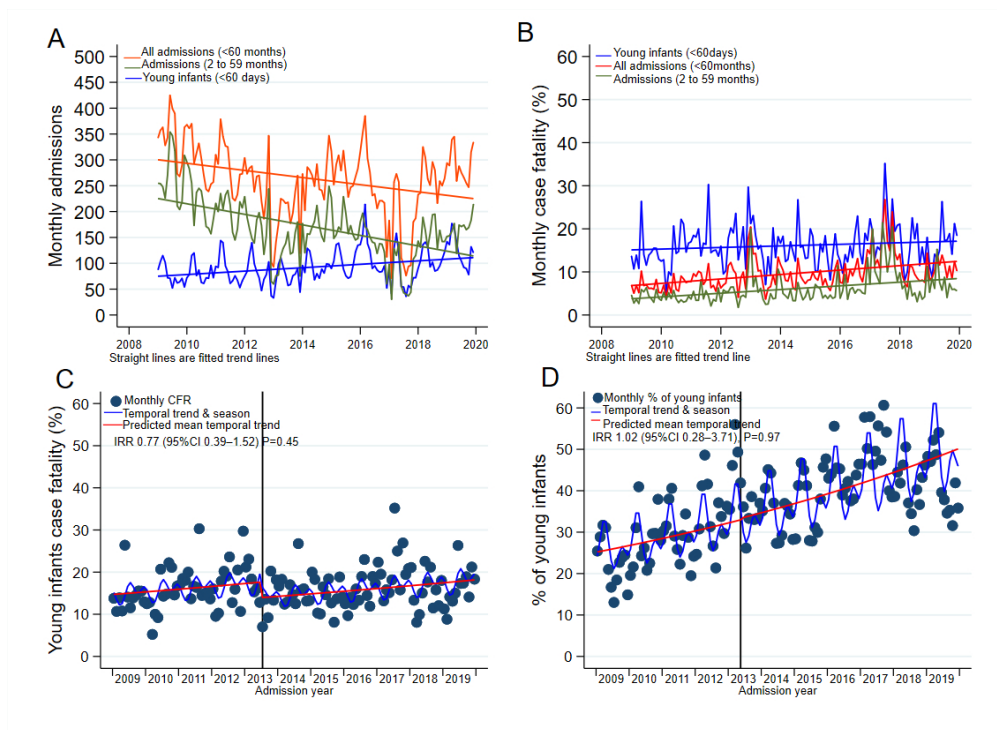 A
All admissions (<60 months)
Admissions (2 to 59 months)
Young infants (<60 days)
Monthly admissions
500
450
400
350
300
250
200
150
100
50
0
2008 2010 2012 2014 2016 2018 2020
Straight lines are fitted trend lines
B
Young infants (<60days)
All admissions (<60months)
Admissions (2 to 59 months)
Monthly case fatality (%)
60
50
40
30
20
10
0
2008 2010 2012 2014 2016 2018 2020
Straight lines are fitted trend line
C
Monthly CFR
Temporal trend & season
Predicted mean temporal trend
IRR 0.77 (95%CI 0.39–1.52) P=0.45
Young infants case fatality (%)
60
50
40
30
20
10
0
2009 2010 2011 2012 2013 2014 2015 2016 2017 2018 2019
Admission year
D
Monthly % of young infants
Temporal trend & season
Predicted mean temporal trend
IRR 1.02 (95%CI 0.28–3.71), P=0.97
% of young infants
60
50
40
30
20
10
0
2009 2010 2011 2012 2013 2014 2015 2016 2017 2018 2019
Admission year